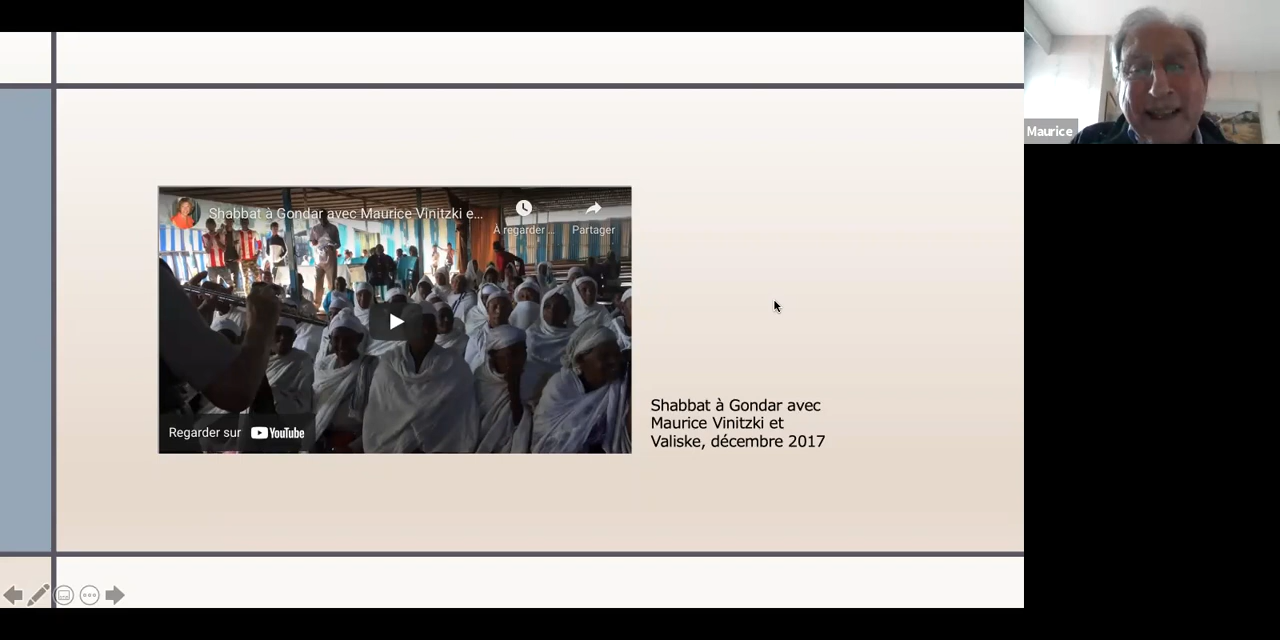 Maurice
Shabbat à Gondar avec Maurice Vinitzki e...
À regarder ...
Partager
Regarder sur YouTube
Shabbat à Gondar avec
Maurice Vinitzki et
Valiske, décembre 2017